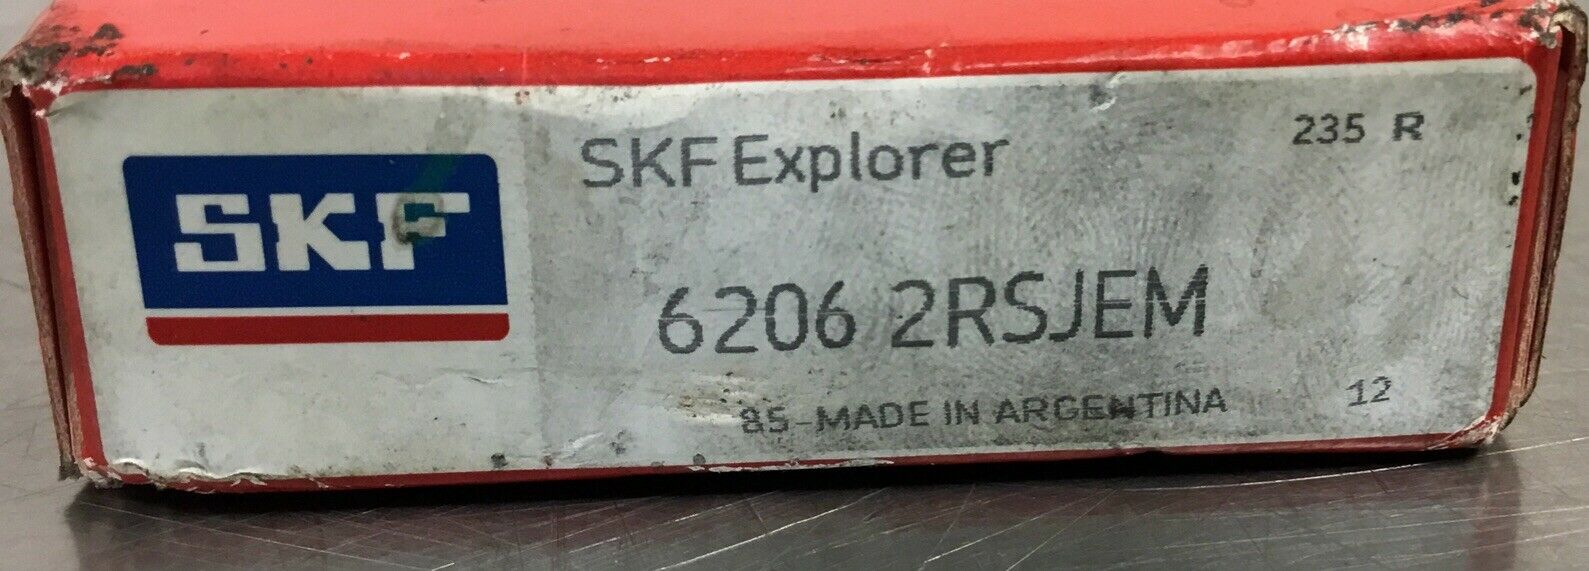 SKF
SKF Explorer
235 R
6206 2RSJEM
85-MADE IN ARGENTINA
12